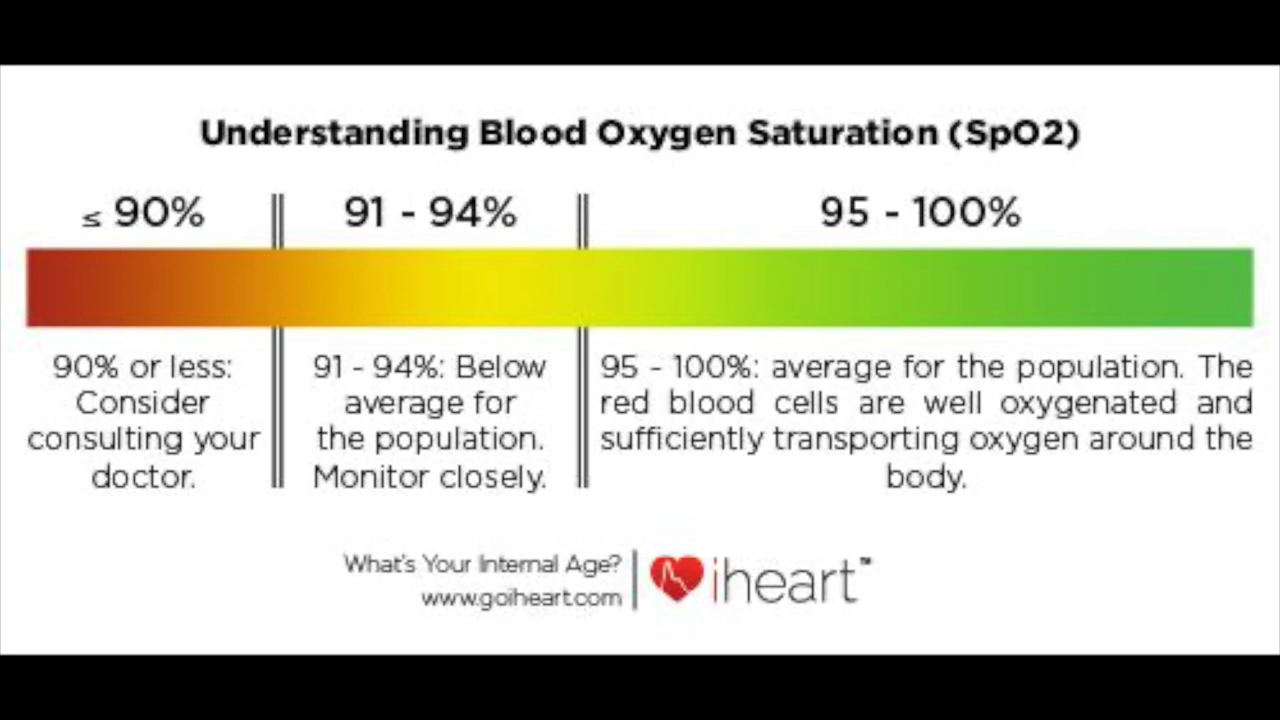 Understanding Blood Oxygen Saturation (SpO2)
≤ 90%
91 - 94%
95 - 100%
90% or less:
Consider
consulting your
doctor.
91 - 94%: Below
average for
the population.
Monitor closely.
95 - 100%: average for the population. The
red blood cells are well oxygenated and
sufficiently transporting oxygen around the
body.
What's Your Internal Age?
www.goiheart.com
iheart™